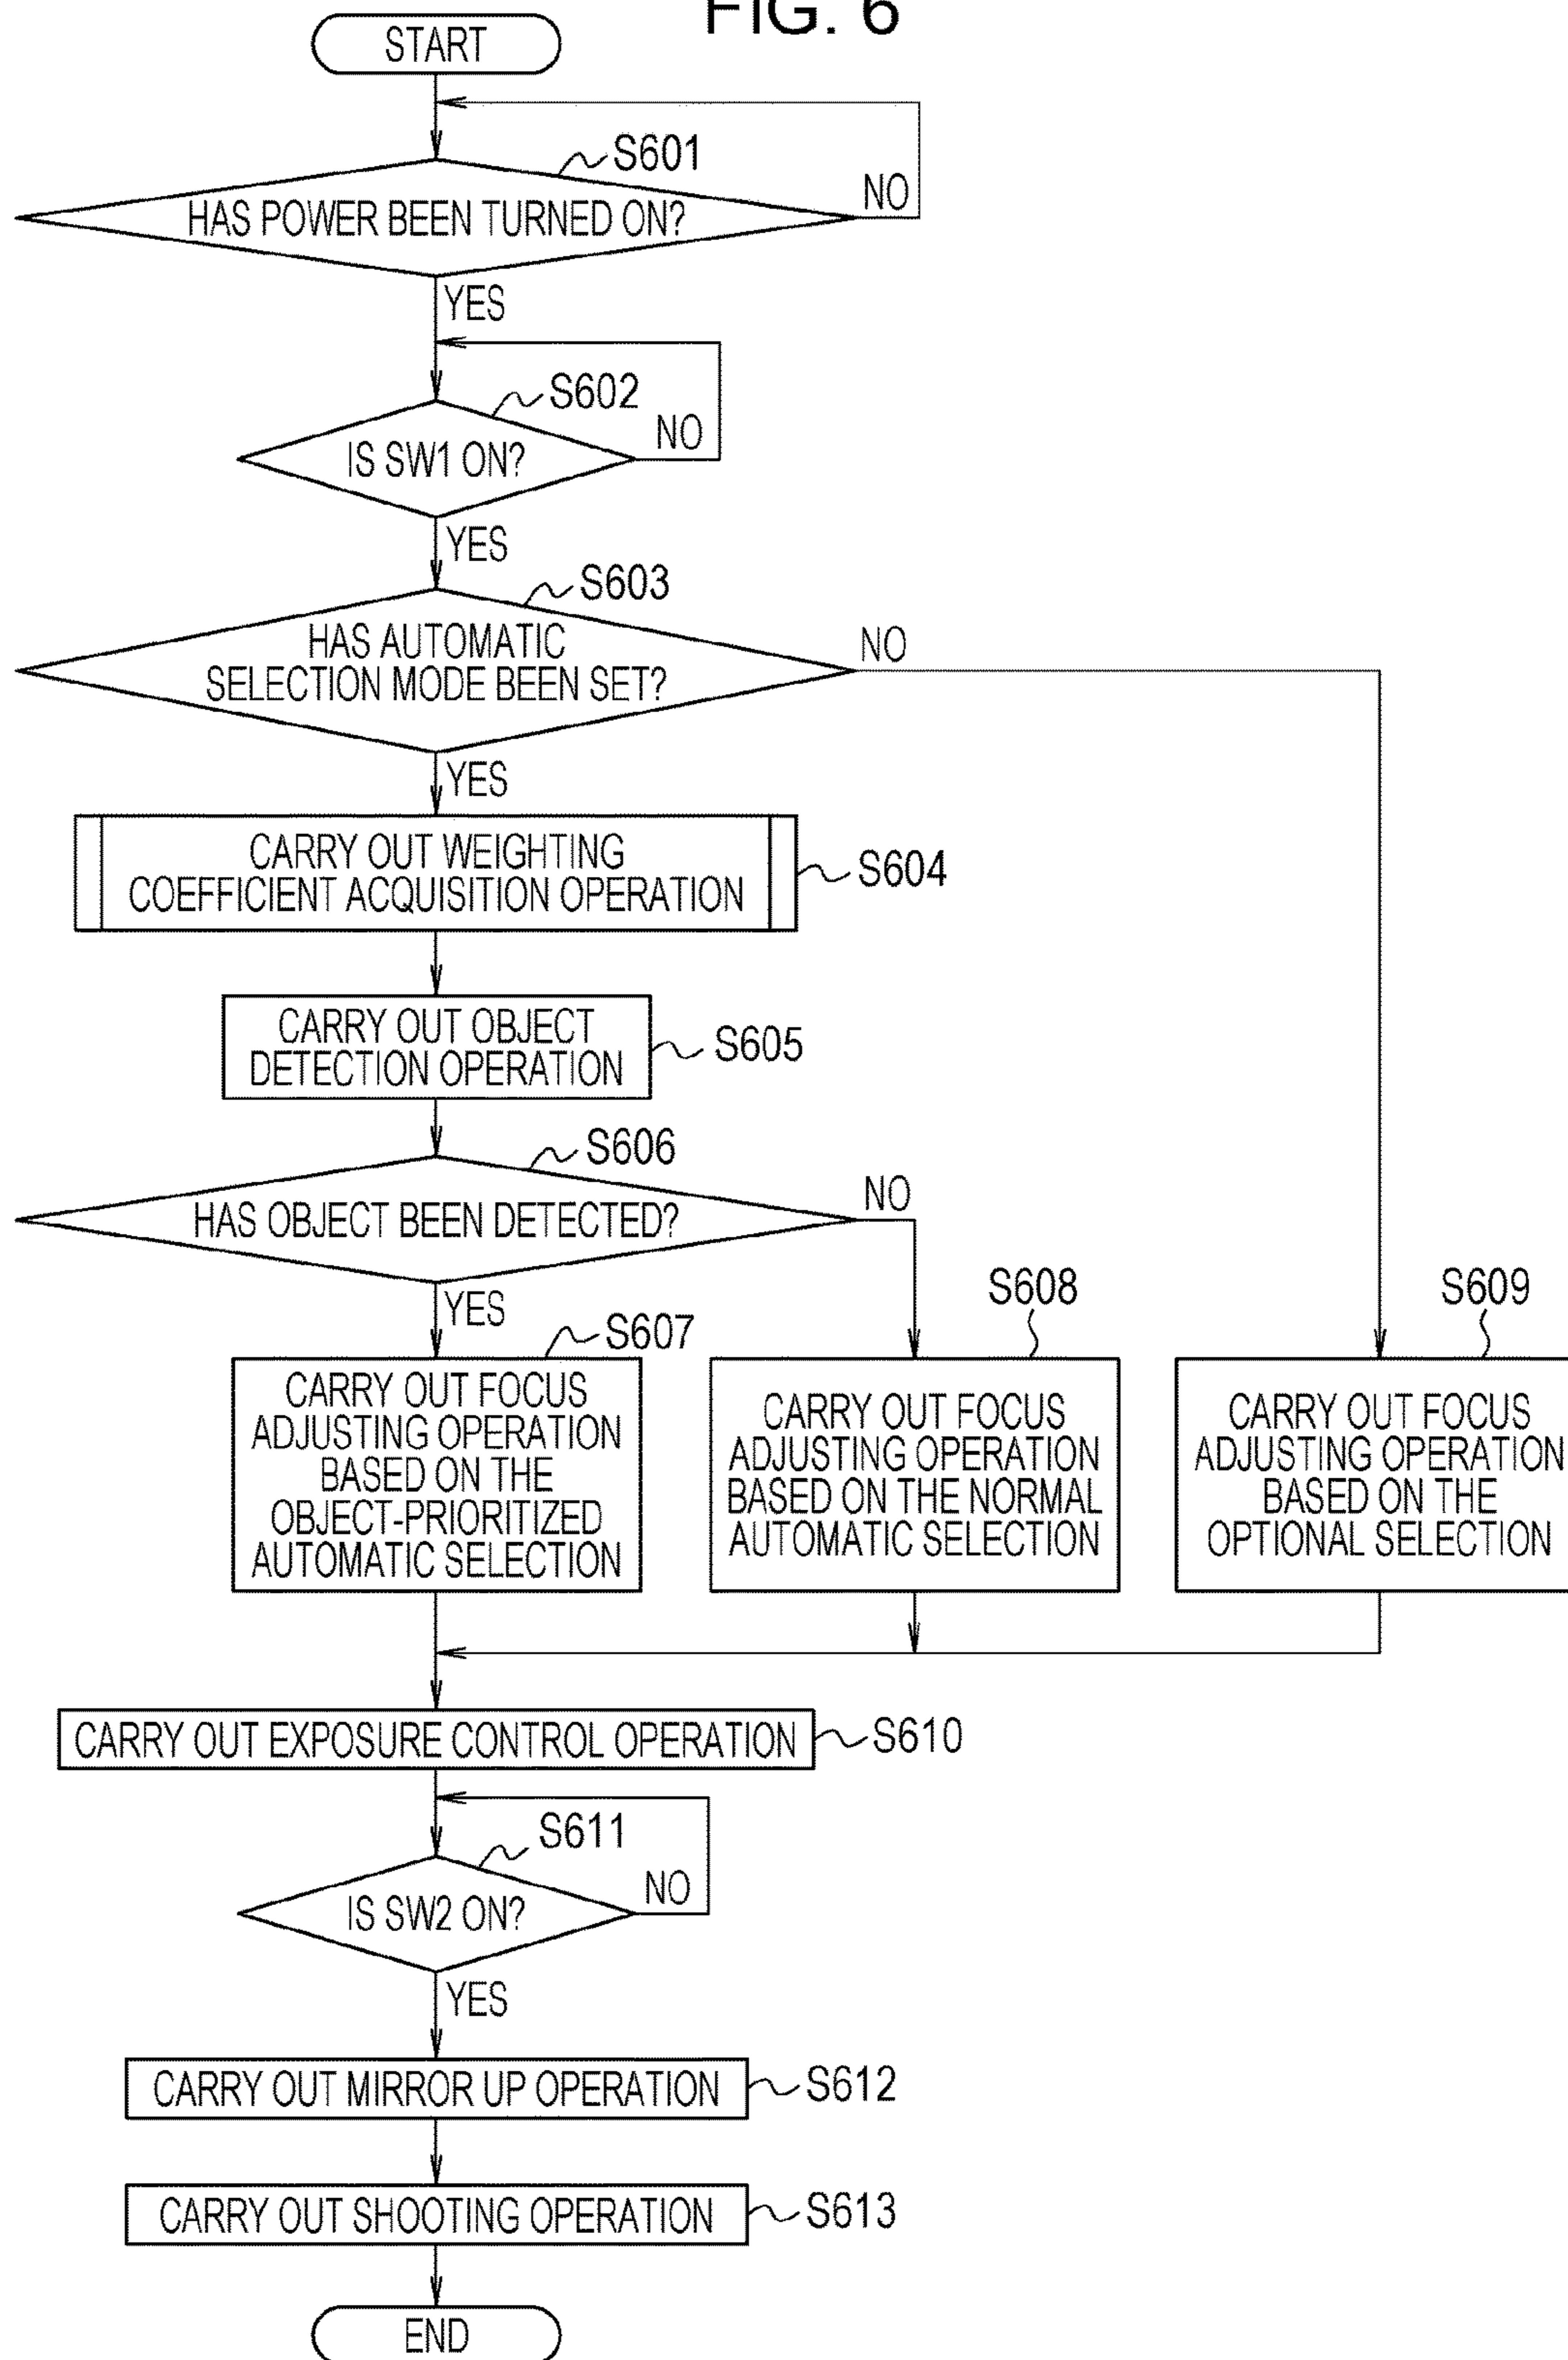 FIG. 6
START
S601
HAS POWER BEEN TURNED ON?
NO
YES
S602
IS SW1 ON?
NO
YES
S603
HAS AUTOMATIC
SELECTION MODE BEEN SET?
NO
YES
CARRY OUT WEIGHTING
COEFFICIENT ACQUISITION OPERATION
S604
CARRY OUT OBJECT
DETECTION OPERATION
S605
S606
HAS OBJECT BEEN DETECTED?
NO
YES
S607
CARRY OUT FOCUS
ADJUSTING OPERATION
BASED ON THE
OBJECT-PRIORITIZED
AUTOMATIC SELECTION
S608
CARRY OUT FOCUS
ADJUSTING OPERATION
BASED ON THE NORMAL
AUTOMATIC SELECTION
S609
CARRY OUT FOCUS
ADJUSTING OPERATION
BASED ON THE
OPTIONAL SELECTION
CARRY OUT EXPOSURE CONTROL OPERATION
S610
S611
IS SW2 ON?
NO
YES
CARRY OUT MIRROR UP OPERATION
S612
CARRY OUT SHOOTING OPERATION
S613
END